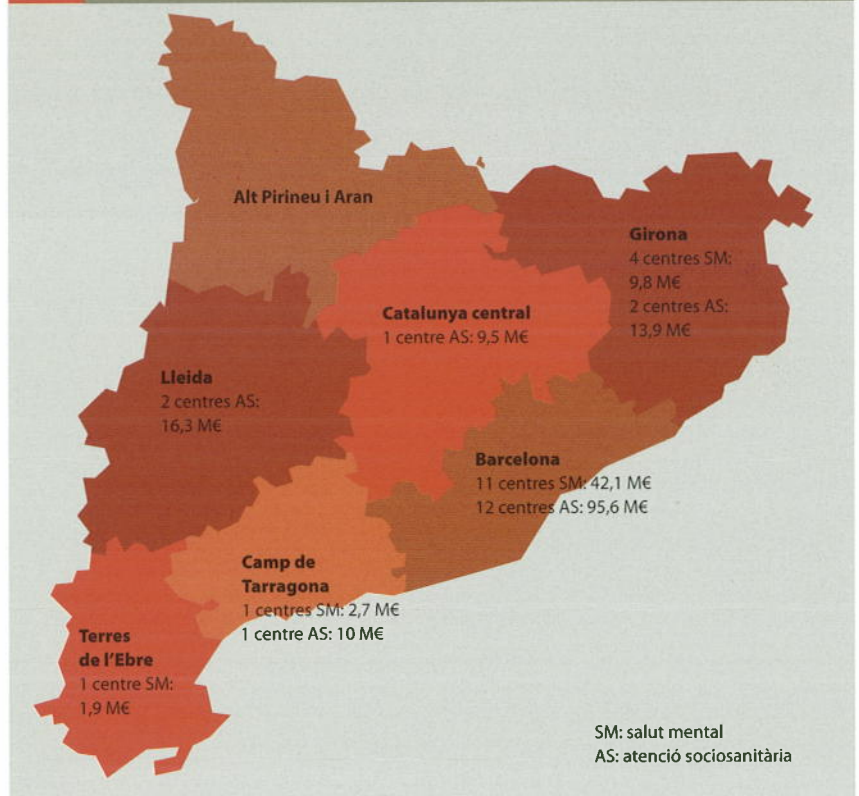 Alt Pirineu i Aran
Girona
4 centres SM:
9,8 M€
2 centres AS:
13,9 M€
Catalunya central
1 centre AS: 9,5 M€
Lleida
2 centres AS:
16,3 M€
Barcelona
11 centres SM: 42,1 M€
12 centres AS: 95,6 M€
Camp de
Tarragona
1 centres SM: 2,7 M€
1 centre AS: 10 M€
Terres
de l'Ebre
1 centre SM:
1,9 M€
SM: salut mental
AS: atenció sociosanitària